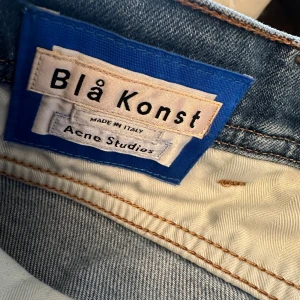 Blå Konst
MADE IN ITALY
Acne Studios